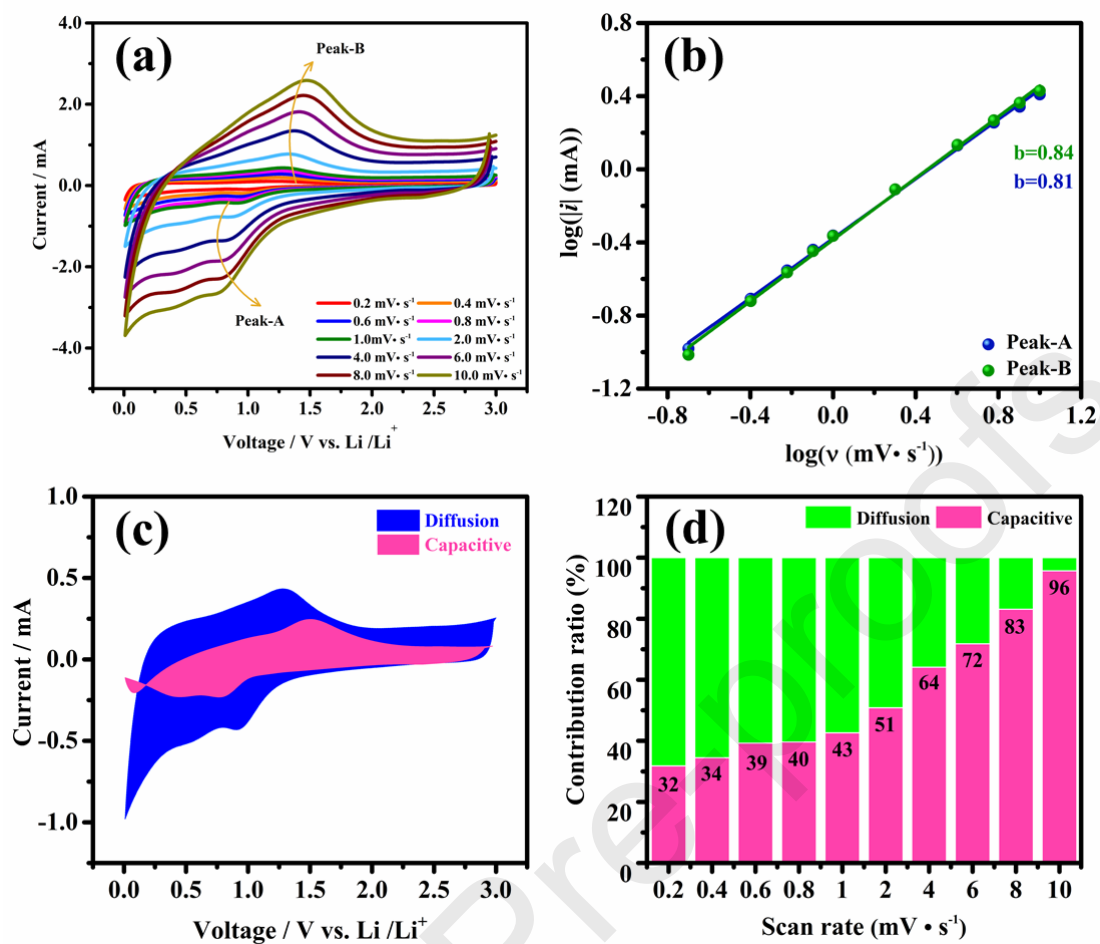 (a)
Peak-B
Peak-A
4.0
2.0
0.0
-2.0
-4.0
Current / mA
0.2 mV• s⁻¹ 0.4 mV• s⁻¹
0.6 mV• s⁻¹ 0.8 mV• s⁻¹
1.0mV• s⁻¹ 2.0 mV• s⁻¹
4.0 mV• s⁻¹ 6.0 mV• s⁻¹
8.0 mV• s⁻¹ 10.0 mV• s⁻¹
0.0 0.5 1.0 1.5 2.0 2.5 3.0
Voltage / V vs. Li /Li⁺
(b)
0.8
0.4
0.0
-0.4
-0.8
-1.2
log(|i| (mA))
b=0.84
b=0.81
Peak-A
Peak-B
-0.8 -0.4 0.0 0.4 0.8 1.2
log(ν (mV• s⁻¹))
(c)
Diffusion
Capacitive
1.0
0.5
0.0
-0.5
-1.0
Current / mA
0.0 0.5 1.0 1.5 2.0 2.5 3.0
Voltage / V vs. Li /Li⁺
(d)
Diffusion Capacitive
120
100
80
60
40
20
0
Contribution ratio (%)
32 34 39 40 43 51 64 72 83 96
0.2 0.4 0.6 0.8 1 2 4 6 8 10
Scan rate (mV • s⁻¹)
Pre-proofs